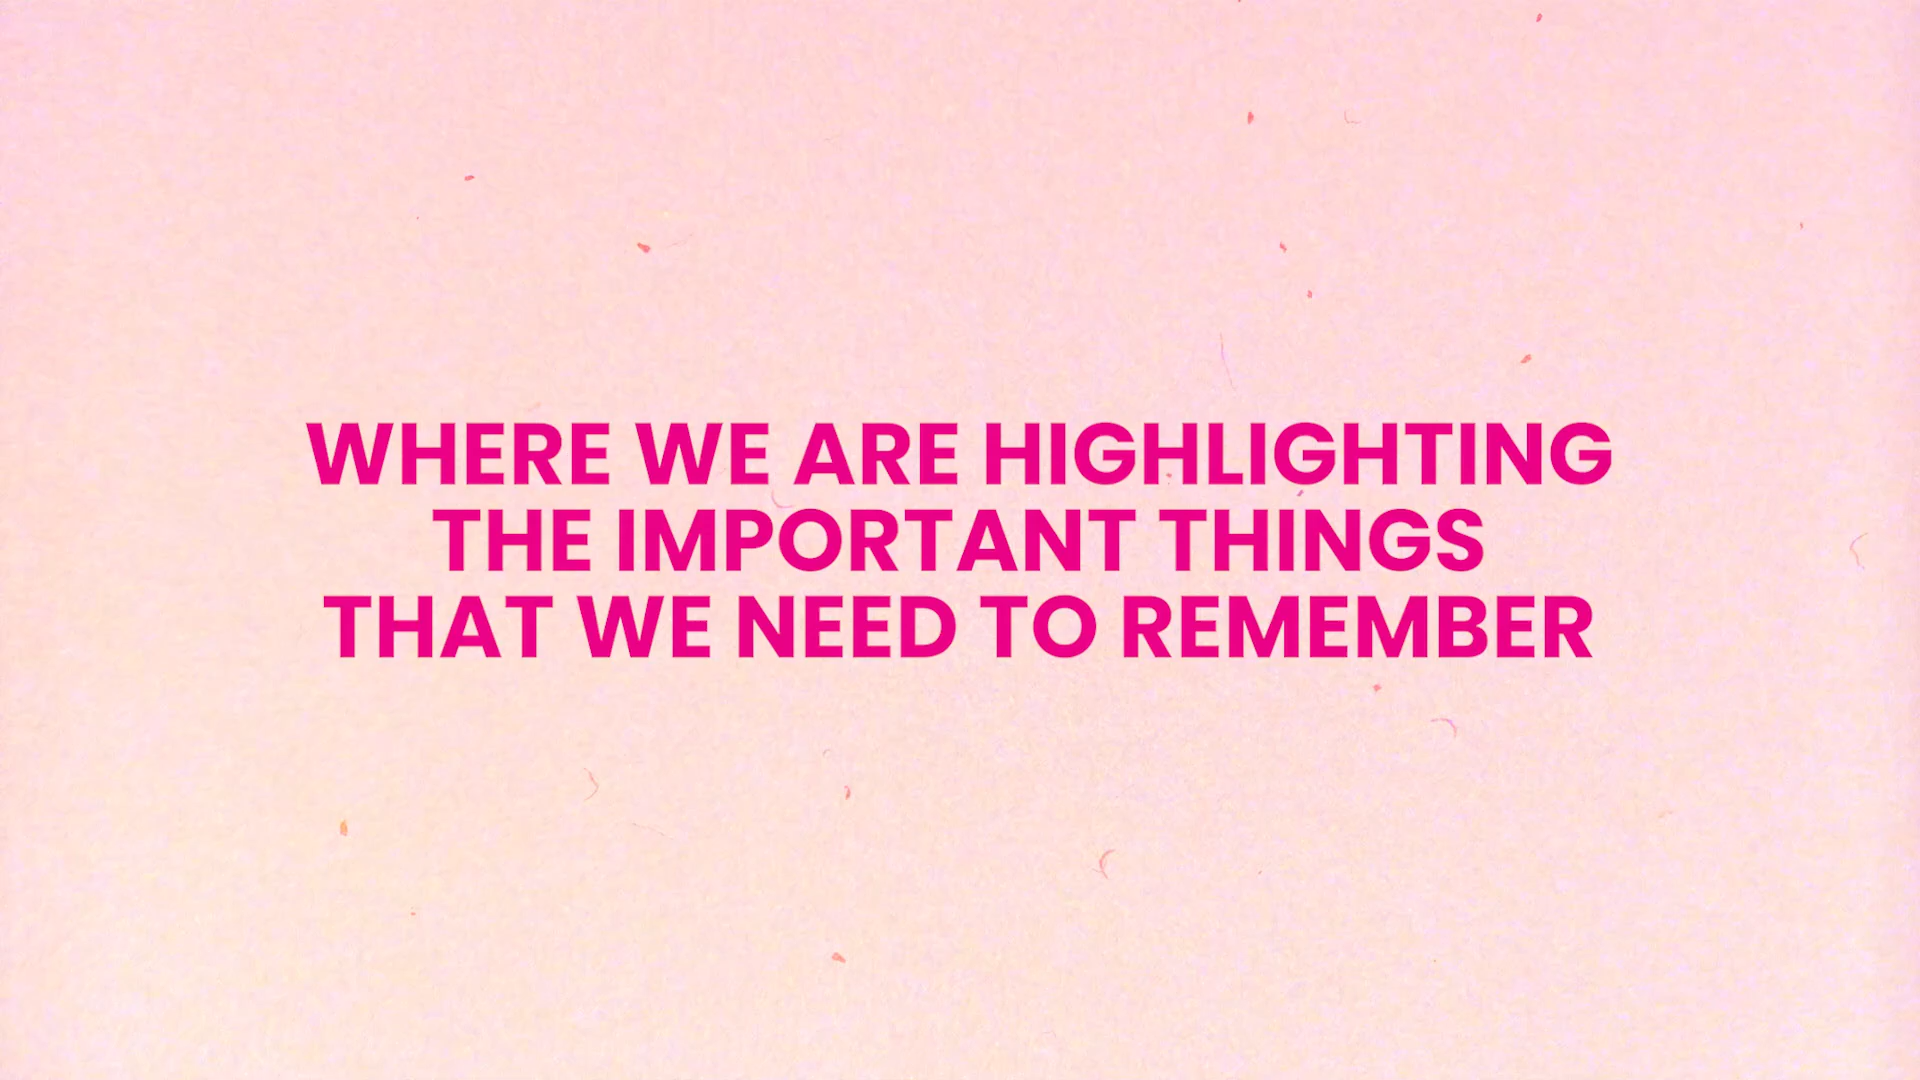 WHERE WE ARE HIGHLIGHTING
THE IMPORTANT THINGS
THAT WE NEED TO REMEMBER